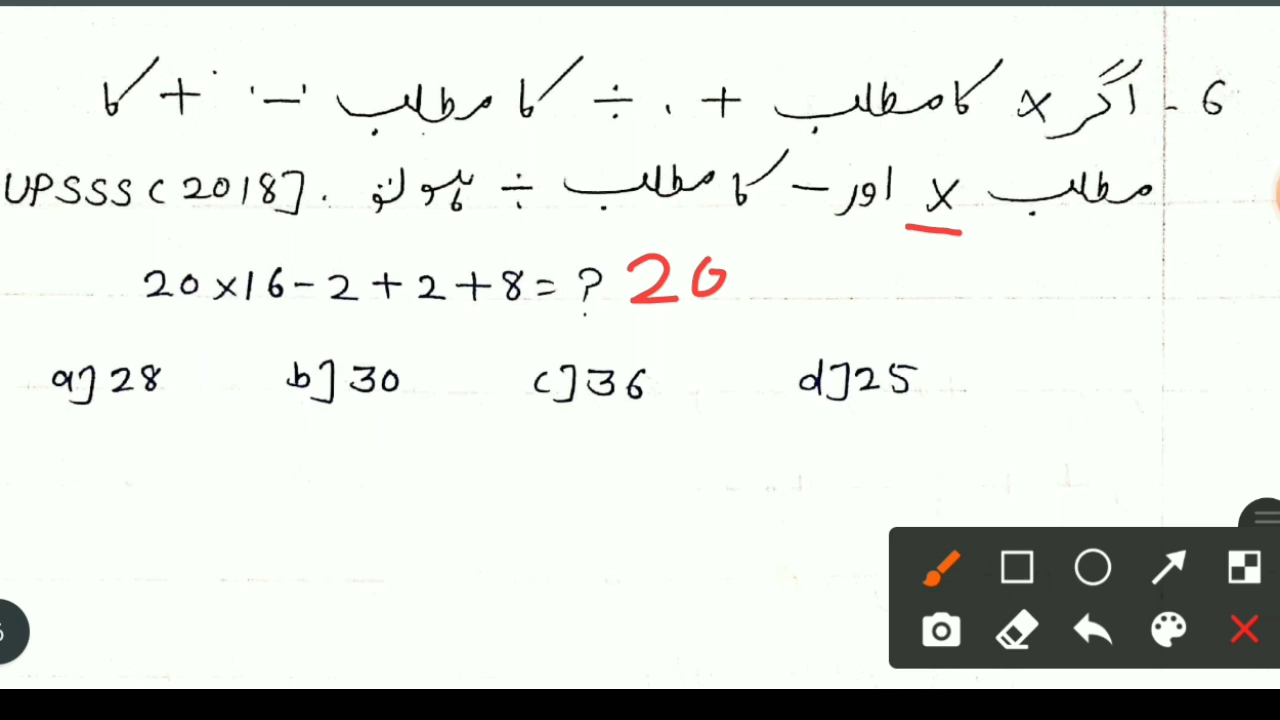 6 - اگر × کا مطلب + ، ÷ کا مطلب '-' + کا
مطلب × اور - کا مطلب ÷ ہو تو . UPSSS(2018].
20×16-2+2+8=? 20
a]28 b]30 c]36 d]25